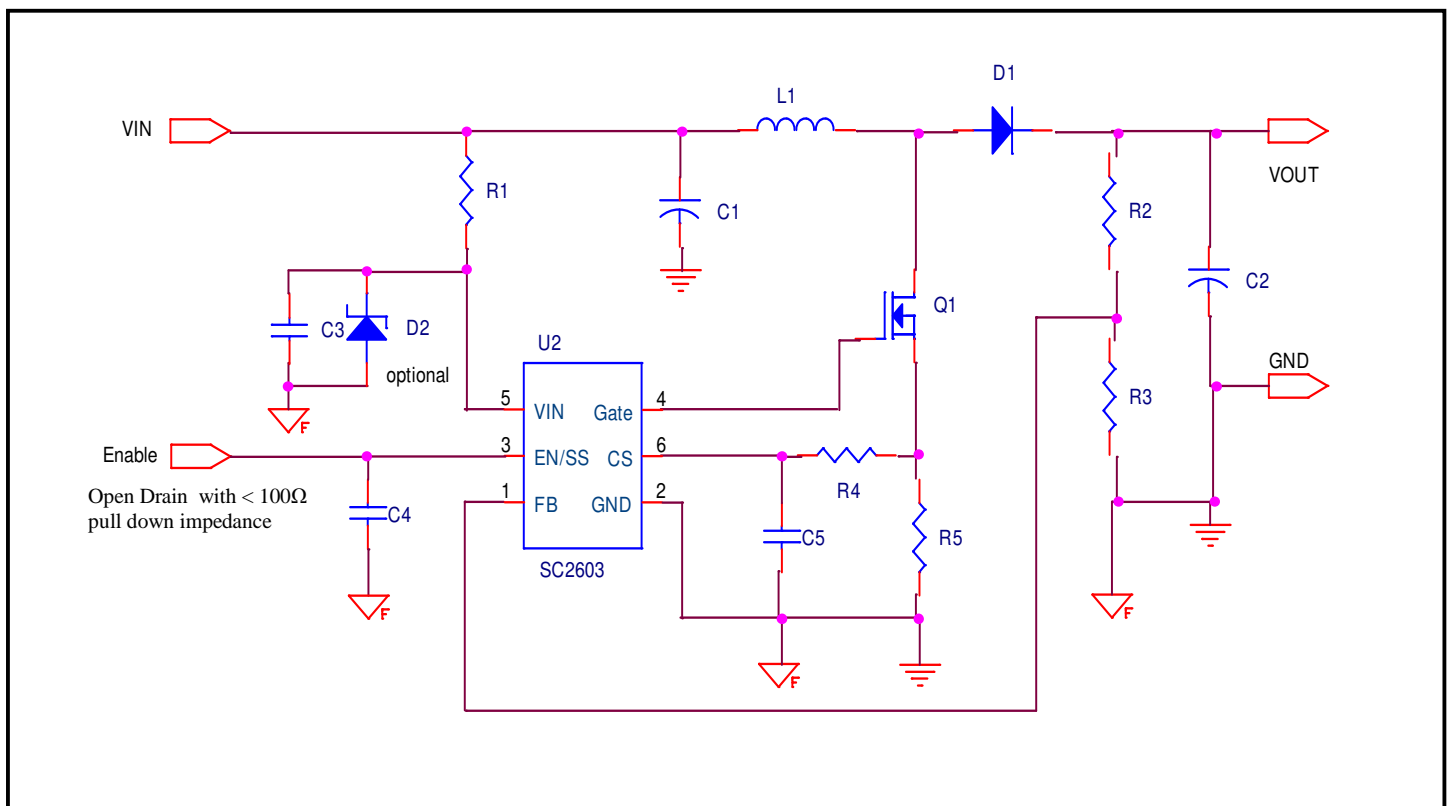 D1
L1
VIN
VOUT
R1
C1
R2
C2
Q1
C3
D2
U2
optional
GND
5
VIN
Gate
4
R3
Enable
3
EN/SS
CS
6
R4
Open Drain with < 100Ω
pull down impedance
1
FB
GND
2
C4
C5
R5
SC2603
F
F
F
F